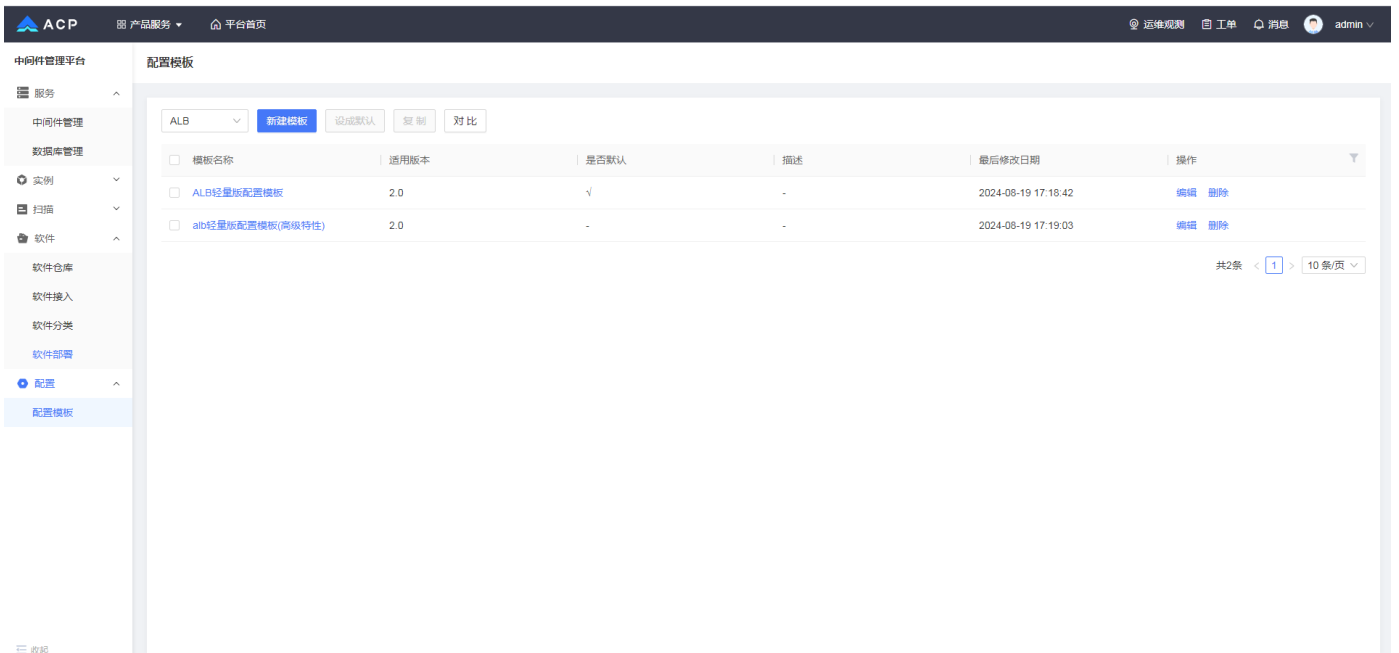 ACP 产品服务 平台首页 运维观测 工单 消息 admin
中间件管理平台
服务
中间件管理
数据库管理
实例
扫描
软件
软件仓库
软件接入
软件分类
软件部署
配置
配置模板
收起
配置模板
ALB 新建模板 设成默认 复制 对比
模板名称 适用版本 是否默认 描述 最后修改日期 操作
ALB轻量版配置模板 2.0 √ - 2024-08-19 17:18:42 编辑 删除
alb轻量版配置模板(高级特性) 2.0 - - 2024-08-19 17:19:03 编辑 删除
共2条 < 1 > 10 条/页